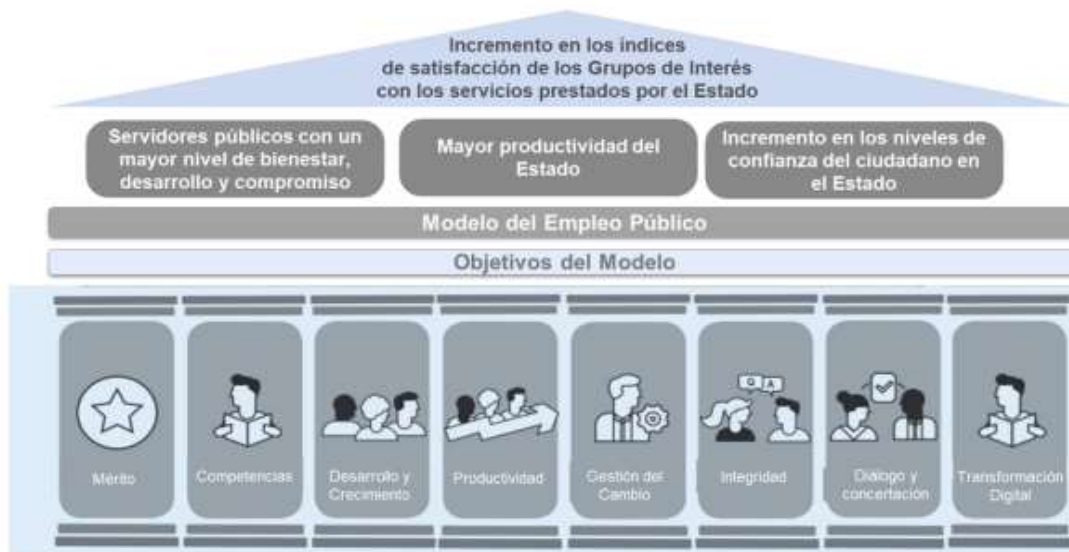 Incremento en los índices
de satisfacción de los Grupos de Interés
con los servicios prestados por el Estado
Servidores públicos con un
mayor nivel de bienestar,
desarrollo y compromiso
Mayor productividad del
Estado
Incremento en los niveles de
confianza del ciudadano en
el Estado
Modelo del Empleo Público
Objetivos del Modelo
Mérito
Competencias
Desarrollo y
Crecimiento
Productividad
Gestión del
Cambio
Q A
Integridad
Diálogo y
concertación
Transformación
Digital